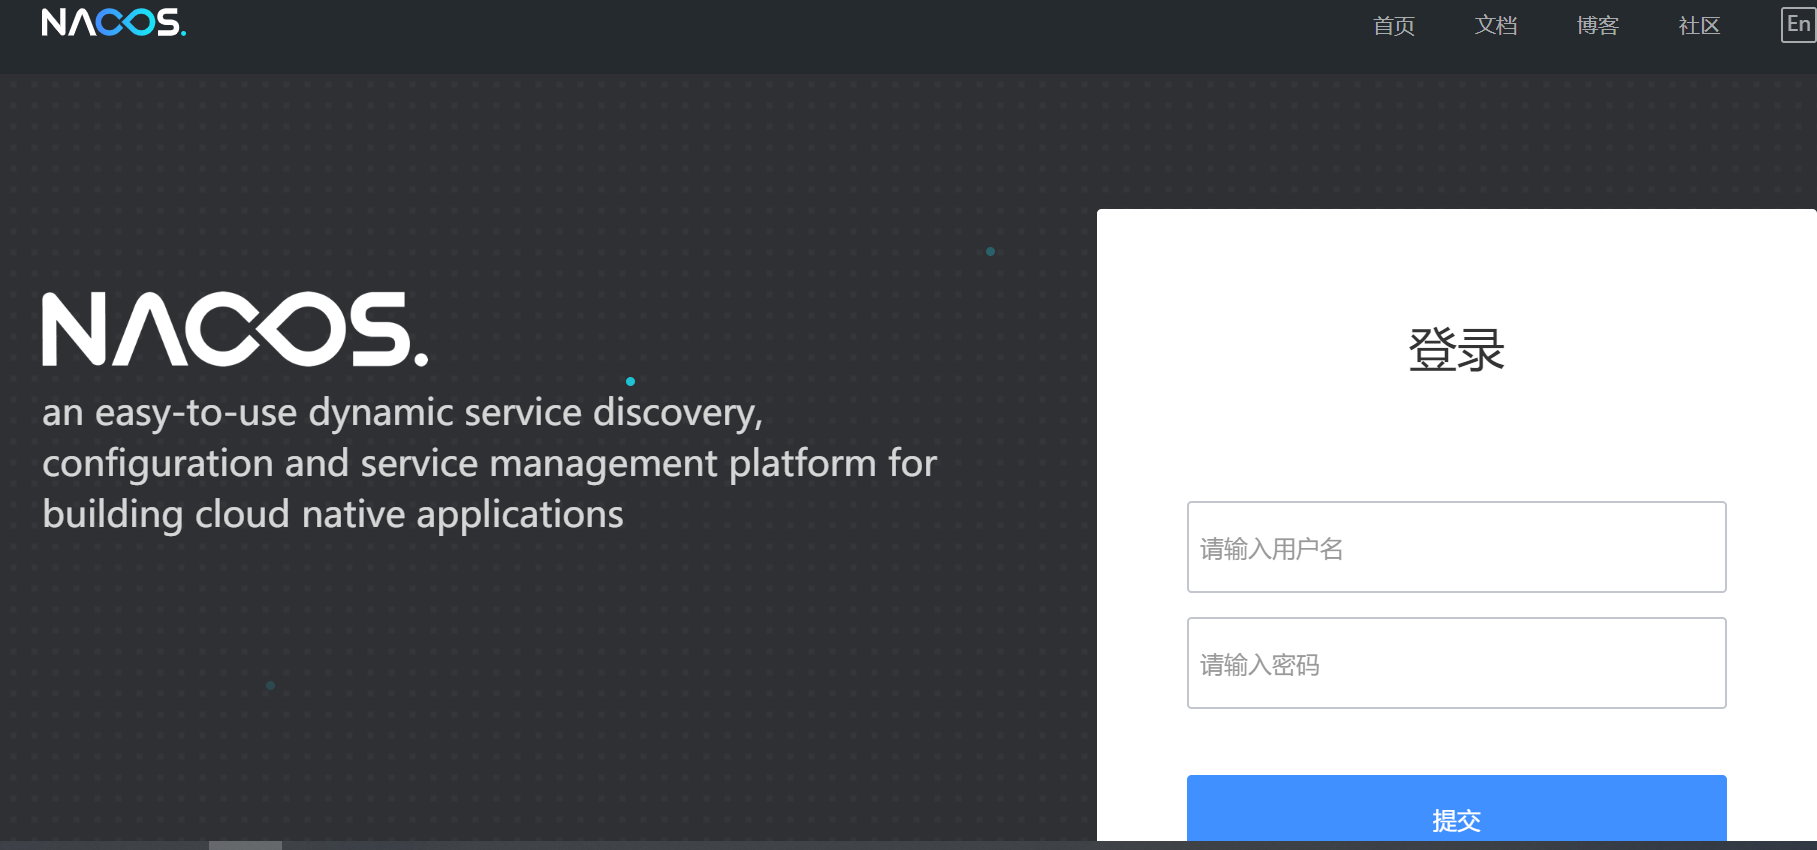 NACOS.
首页 文档 博客 社区 En
NACOS.
an easy-to-use dynamic service discovery,
configuration and service management platform for
building cloud native applications
登录
请输入用户名
请输入密码
提交